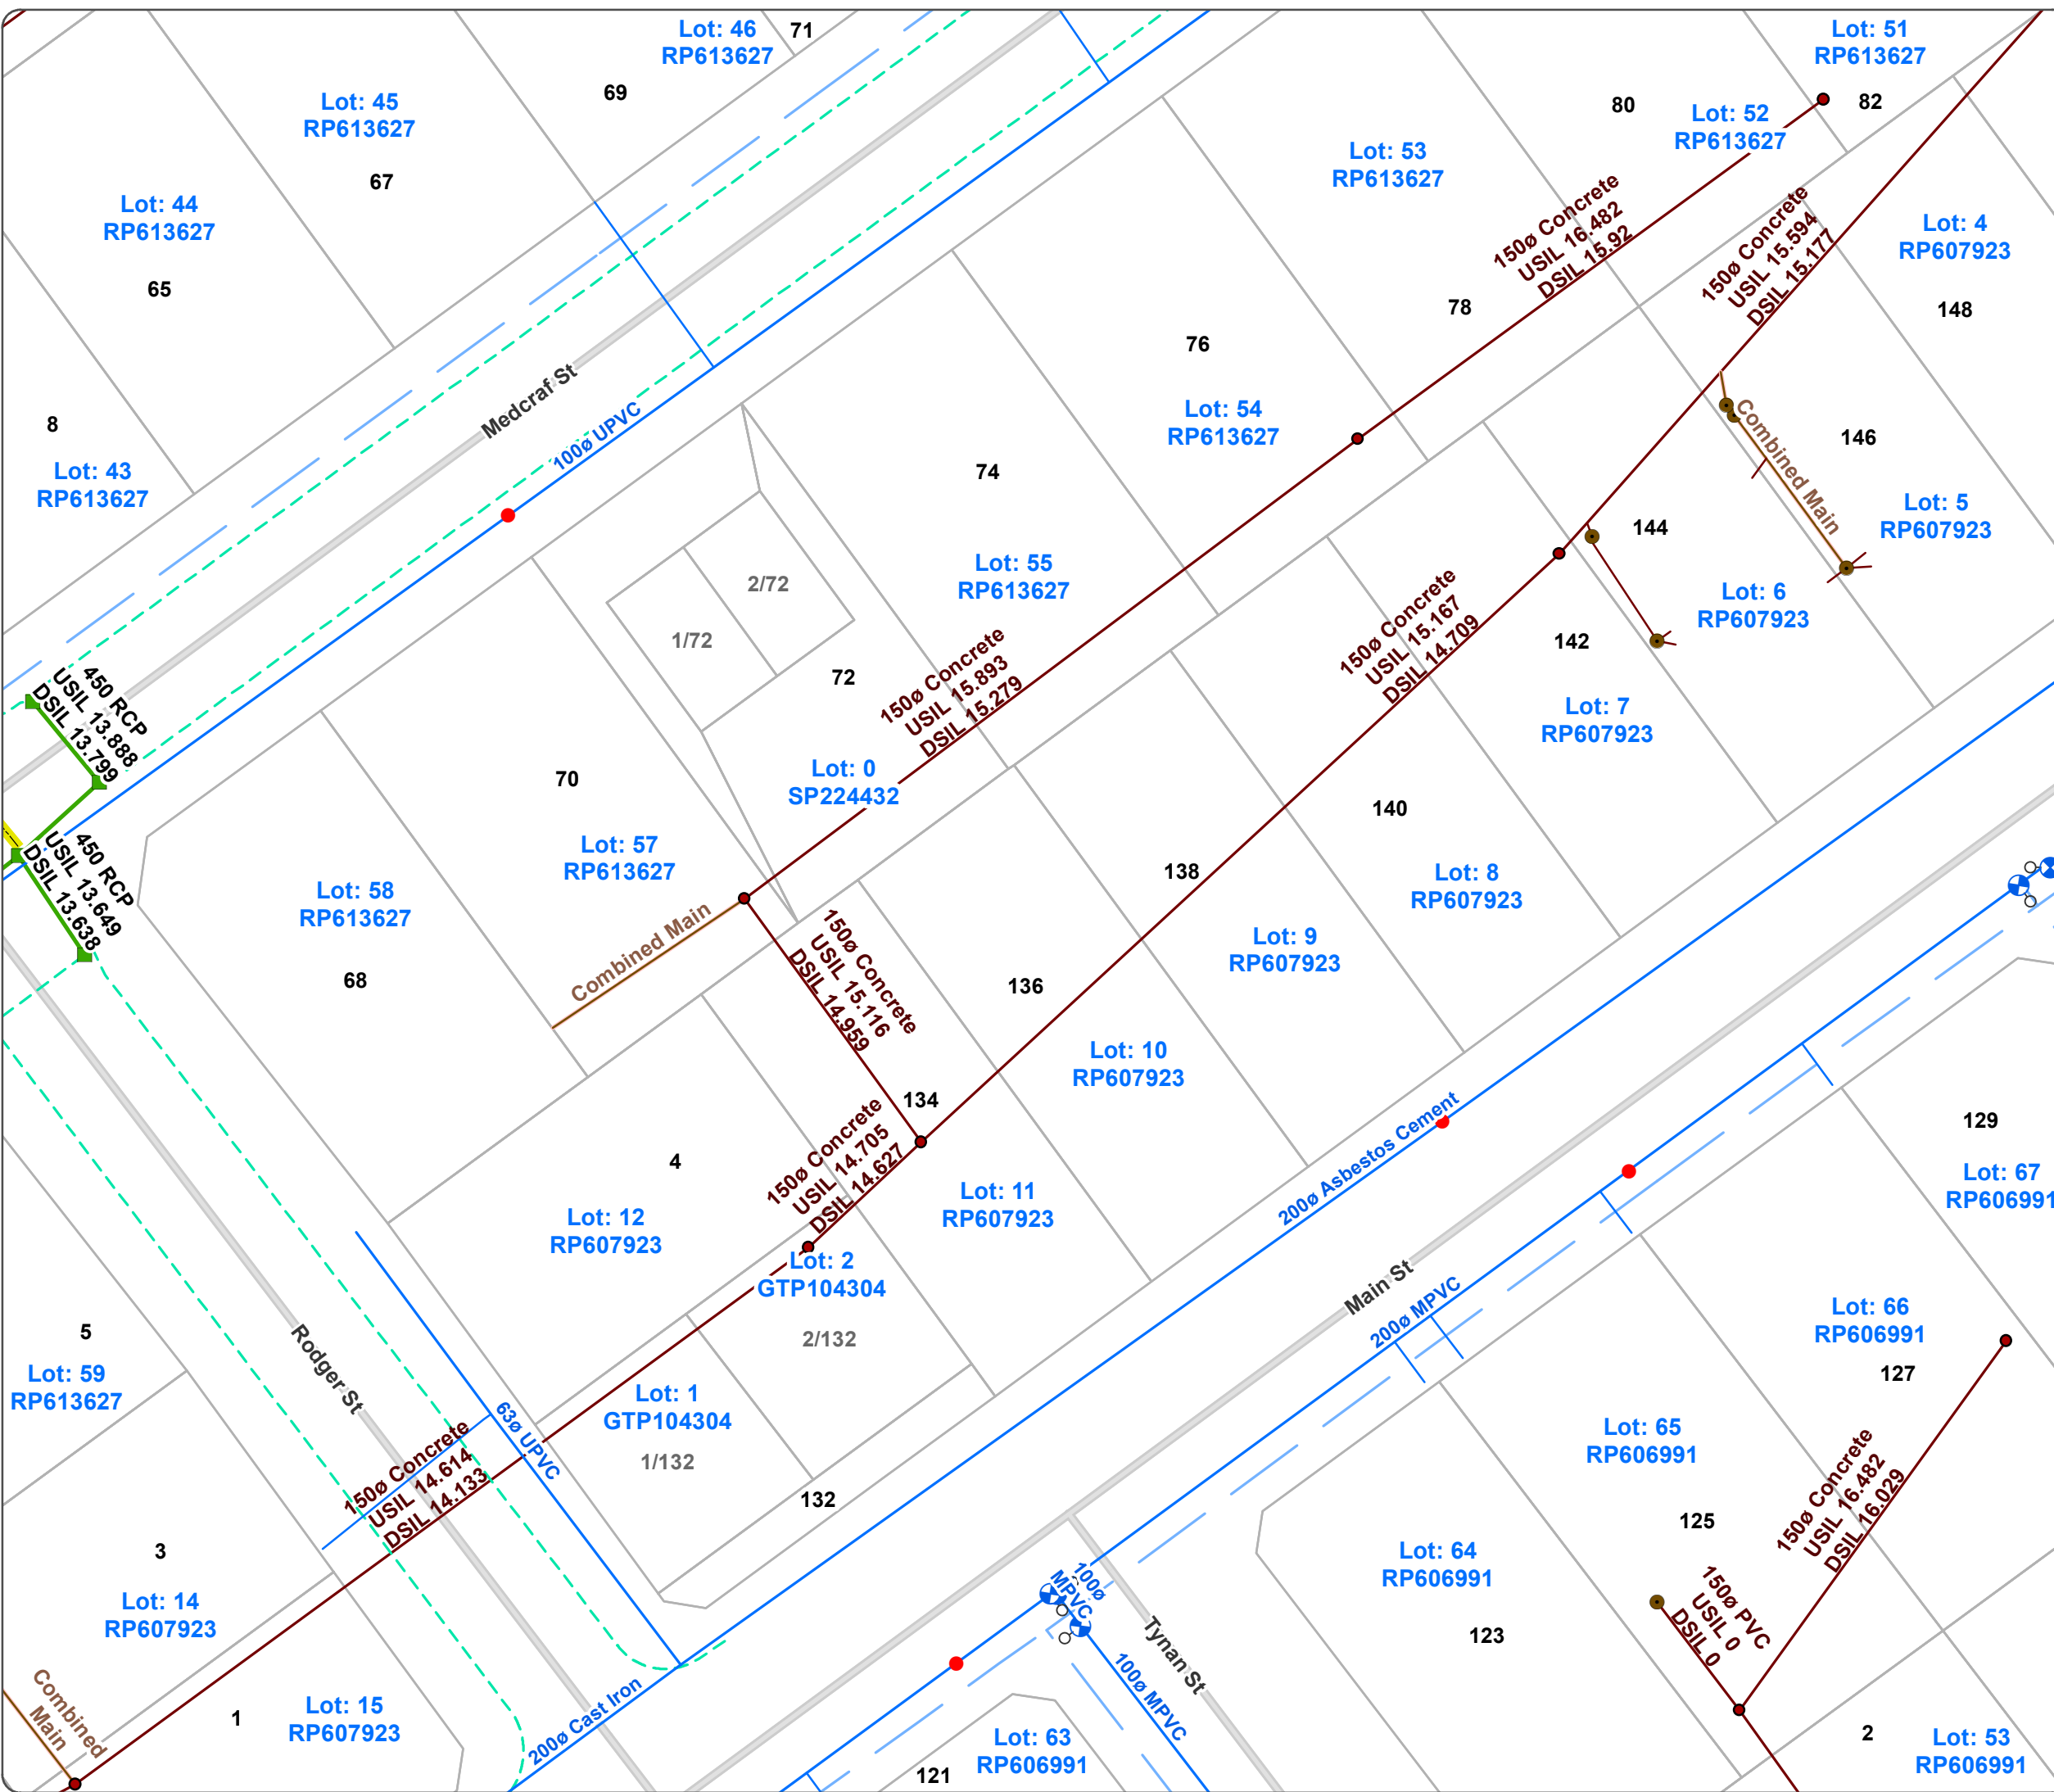 Lot: 46
RP613627
71
69
Lot: 45
RP613627
67
Lot: 44
RP613627
65
8
Lot: 43
RP613627
Lot: 51
RP613627
82
80
Lot: 52
RP613627
Lot: 53
RP613627
78
150ø Concrete
USIL 16.482
DSIL 15.92
150ø Concrete
USIL 15.594
DSIL 15.177
Lot: 4
RP607923
148
76
Lot: 54
RP613627
Medcraf St
100ø UPVC
74
Lot: 55
RP613627
146
Combined Main
Lot: 5
RP607923
144
Lot: 6
RP607923
142
Lot: 7
RP607923
150ø Concrete
USIL 15.167
DSIL 14.709
2/72
1/72
72
150ø Concrete
USIL 15.893
DSIL 15.279
Lot: 0
SP224432
450 RCP
USIL 13.888
DSIL 13.799
450 RCP
USIL 13.649
DSIL 13.638
70
Lot: 57
RP613627
Lot: 58
RP613627
68
Combined Main
150ø Concrete
USIL 15.116
DSIL 14.959
140
Lot: 8
RP607923
138
Lot: 9
RP607923
136
Lot: 10
RP607923
134
150ø Concrete
USIL 14.705
DSIL 14.627
Lot: 11
RP607923
4
Lot: 12
RP607923
Lot: 2
GTP104304
2/132
Lot: 1
GTP104304
1/132
132
200ø Asbestos Cement
Main St
200ø MPVC
129
Lot: 67
RP606991
Lot: 66
RP606991
127
Lot: 65
RP606991
125
150ø Concrete
USIL 16.482
DSIL 16.029
150ø PVC
USIL 0
DSIL 0
Lot: 64
RP606991
123
2
Lot: 53
RP606991
5
Lot: 59
RP613627
Rodger St
63ø UPVC
150ø Concrete
USIL 14.614
DSIL 14.133
3
Lot: 14
RP607923
Combined
Main
1
Lot: 15
RP607923
200ø Cast Iron
100ø
MPVC
Tynan St
100ø MPVC
Lot: 63
RP606991
121